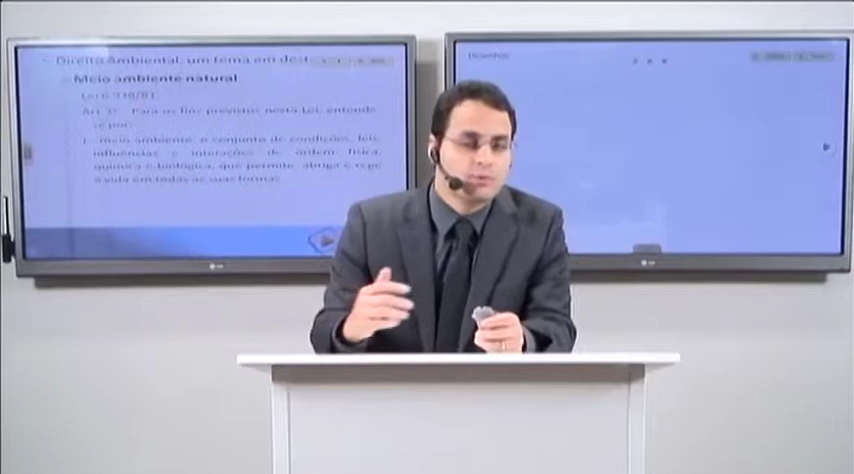 Direito Ambiental: um tema em dest
Meio ambiente natural
Lei 6.938/81
Art. 3º - Para os fins previstos nesta Lei, entende-
se por:
I - meio ambiente: o conjunto de condições, leis,
influências e interações de ordem física,
química e biológica, que permite, abriga e rege
a vida em todas as suas formas
LG
LG